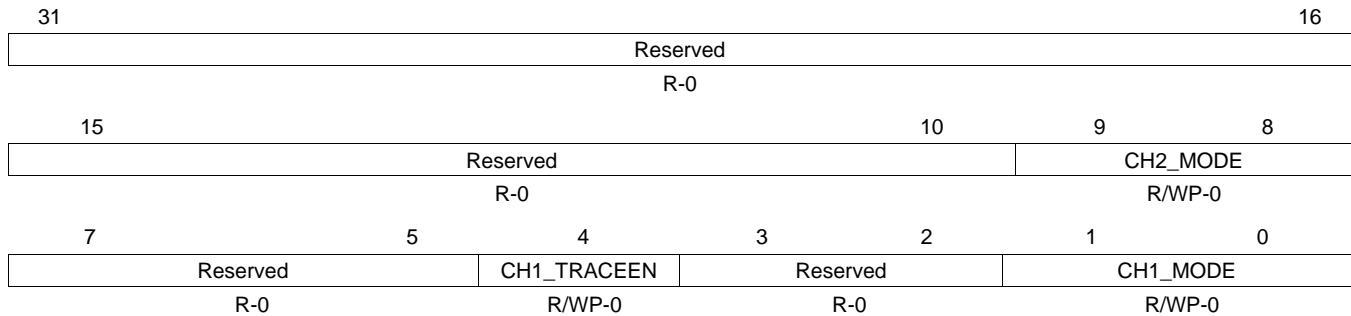 31 16
Reserved
R-0
15 10 9 8
Reserved CH2_MODE
R-0 R/WP-0
7 5 4 3 2 1 0
Reserved CH1_TRACEEN Reserved CH1_MODE
R-0 R/WP-0 R-0 R/WP-0